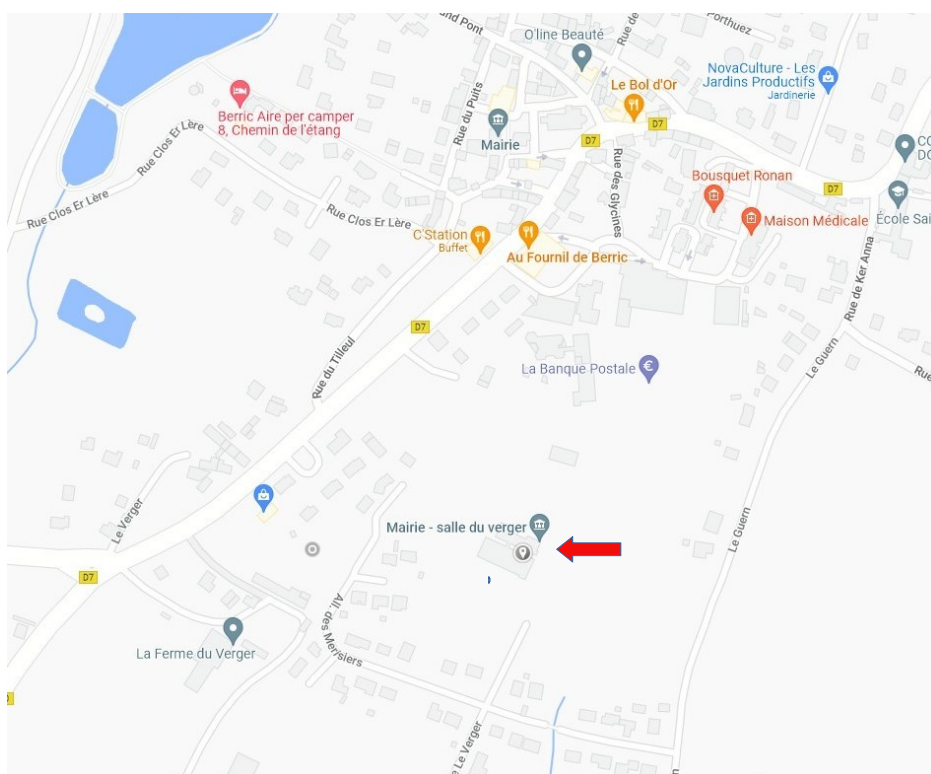 Porthuez
O'line Beauté
NovaCulture - Les
Jardins Productifs
Jardinerie
Le Bol d'Or
D7
Berric Aire per camper
8, Chemin de l'étang
Rue du Puits
Mairie
D7
Rue des Glycines
Rue Clos Er Lère
Bousquet Ronan
D7
Maison Médicale
Rue Clos Er Lère
Rue Clos Er Lère
C'Station
Buffet
Au Fournil de Berric
Rue de Ker Anna
D7
Rue du Tilleul
La Banque Postale
Le Guern
Rue
Le Verger
Mairie - salle du verger
Le Guern
D7
All. des Merisiers
La Ferme du Verger
Le Verger